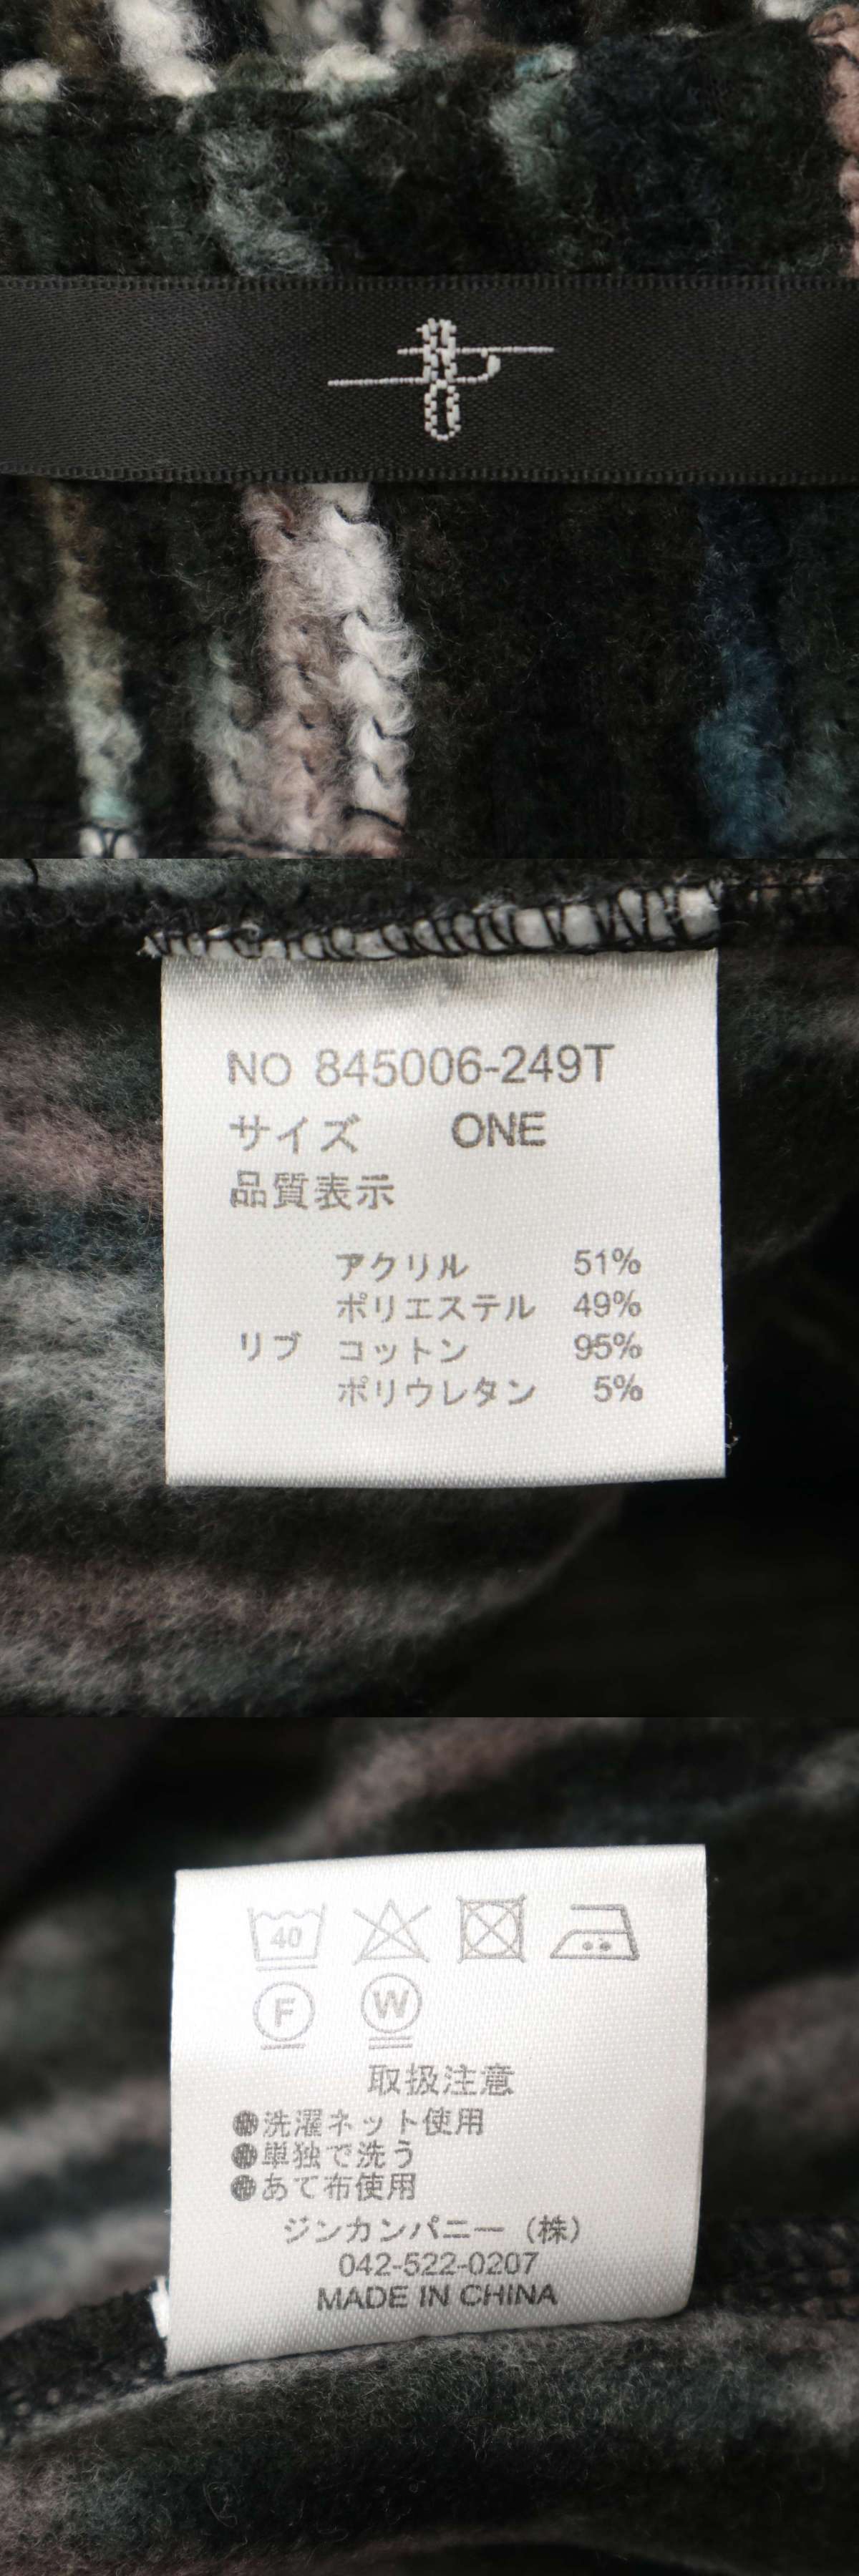 NO 845006-249T
サイズ ONE
品質表示
アクリル 51%
ポリエステル 49%
リブ コットン 95%
ポリウレタン 5%
40
F W
取扱注意
●洗濯ネット使用
●単独で洗う
●あて布使用
ジンカンパニー（株）
042-522-0207
MADE IN CHINA